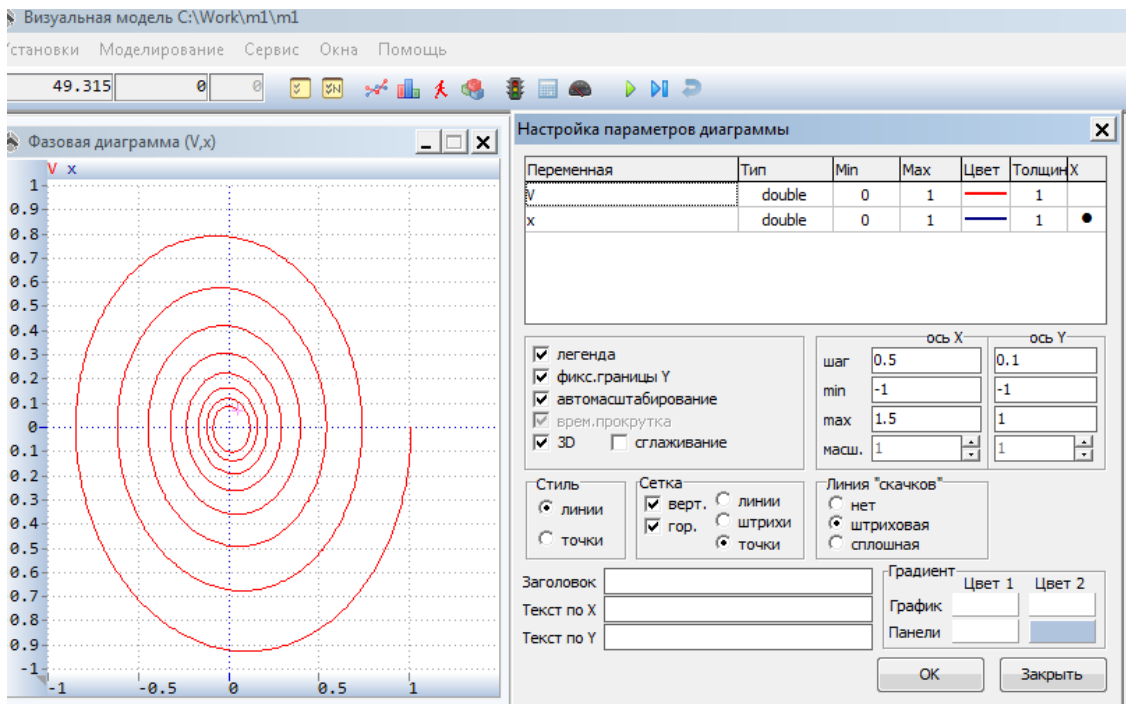 Визуальная модель C:\Work\m1\m1
Установки Моделирование Сервис Окна Помощь
49.315 0 0
Фазовая диаграмма (V,x)
V x
1
0.9
0.8
0.7
0.6
0.5
0.4
0.3
0.2
0.1
0
0.1
0.2
0.3
0.4
0.5
0.6
0.7
0.8
0.9
-1
-1 -0.5 0 0.5 1
Настройка параметров диаграммы
Переменная Тип Min Max Цвет Толщин X
V double 0 1 1
x double 0 1 1
легенда
фикс.границы Y
автомасштабирование
врем.прокрутка
3D сглаживание
ось X ось Y
шаг 0.5 0.1
min -1 -1
max 1.5 1
масш. 1 1
Стиль
линии
точки
Сетка
верт.
гор.
линии
штрихи
точки
Линия "скачков"
нет
штриховая
сплошная
Заголовок
Текст по X
Текст по Y
Градиент
Цвет 1 Цвет 2
График
Панели
ОК Закрыть